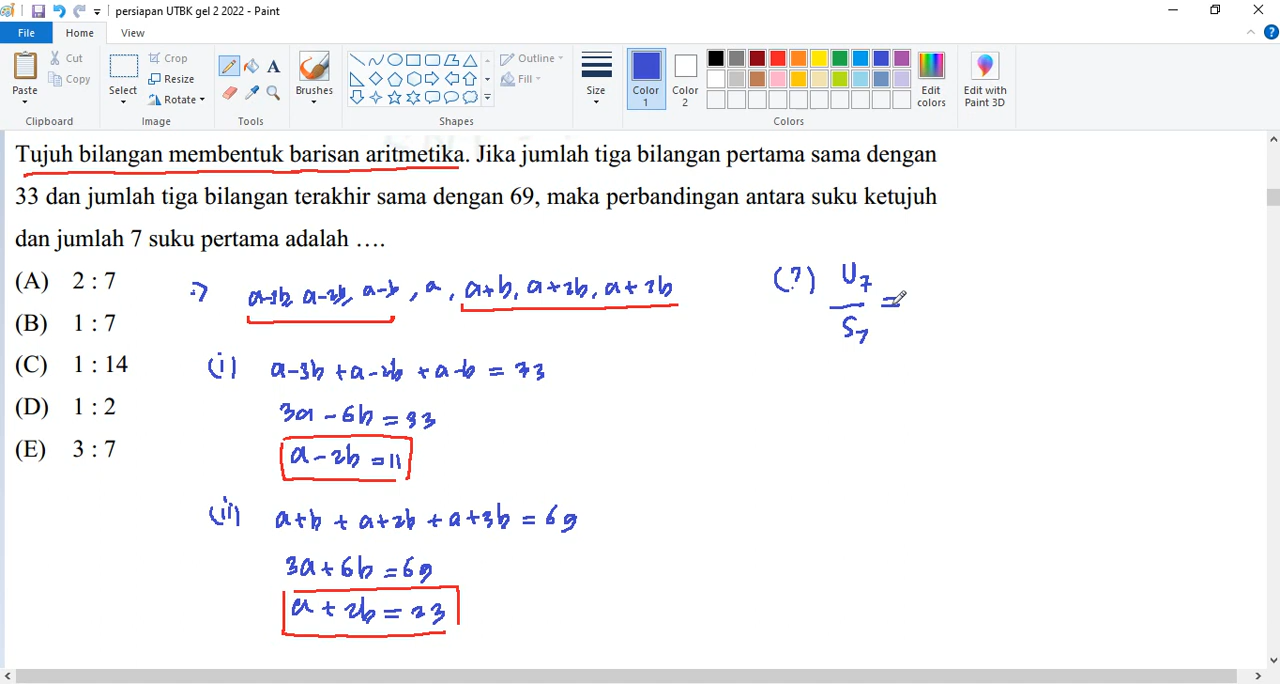 persiapan UTBK gel 2 2022 - Paint
File Home View
Paste Cut Copy
Clipboard
Select Crop Resize Rotate
Image
A
Tools
Brushes
Outline Fill
Shapes
Size
Color 1
Color 2
Edit colors
Colors
Edit with Paint 3D
Tujuh bilangan membentuk barisan aritmetika. Jika jumlah tiga bilangan pertama sama dengan
33 dan jumlah tiga bilangan terakhir sama dengan 69, maka perbandingan antara suku ketujuh
dan jumlah 7 suku pertama adalah ….
(A) 2 : 7
(B) 1 : 7
(C) 1 : 14
(D) 1 : 2
(E) 3 : 7
a-3b, a-2b, a-b, a, a+b, a+2b, a+3b
(i) a-3b + a-2b + a-b = 33
3a - 6b = 33
a - 2b = 11
(ii) a+b + a+2b + a+3b = 69
3a + 6b = 69
a + 2b = 23
(?) U7
S7 =